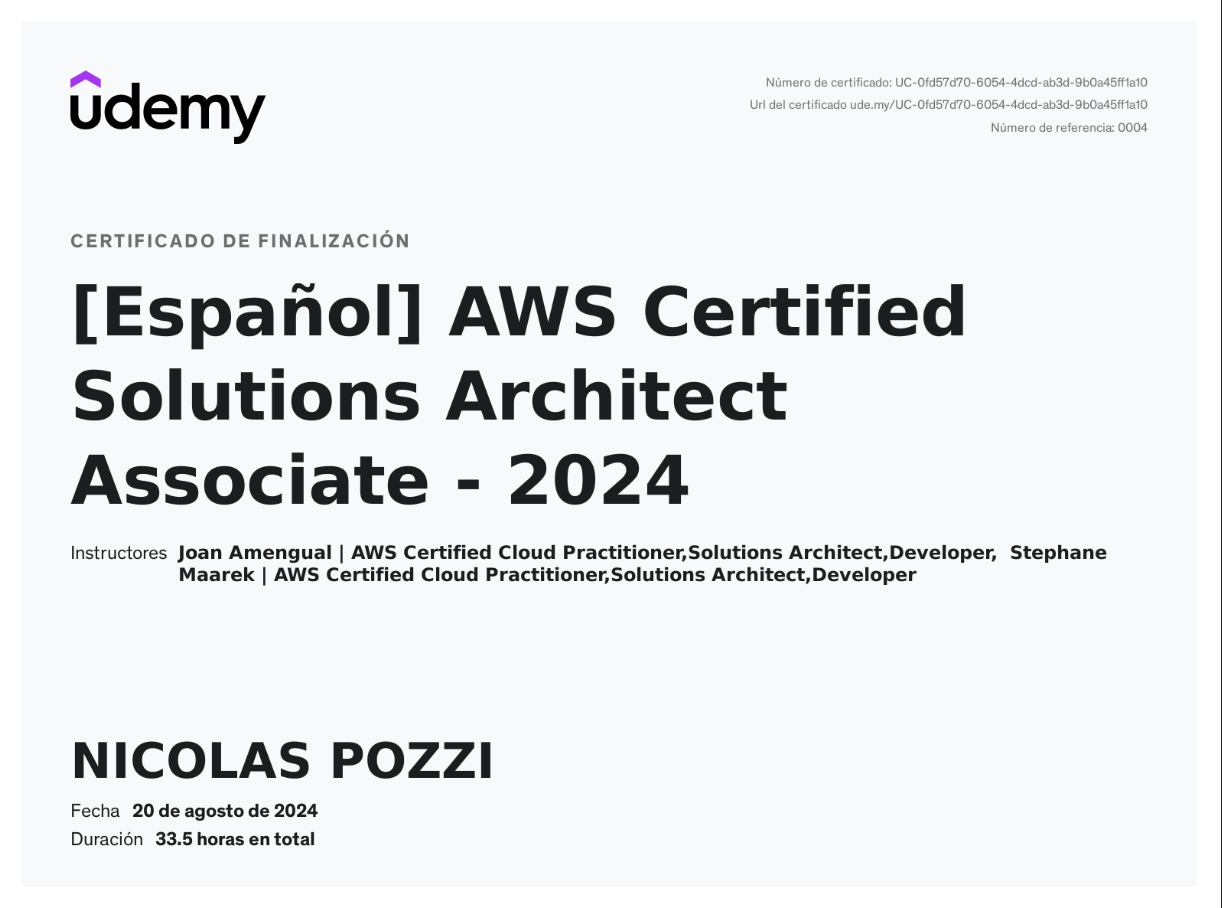 udemy
Número de certificado: UC-0fd57d70-6054-4dcd-ab3d-9b0a45ff1a10
Url del certificado ude.my/UC-0fd57d70-6054-4dcd-ab3d-9b0a45ff1a10
Número de referencia: 0004
CERTIFICADO DE FINALIZACIÓN
[Español] AWS Certified
Solutions Architect
Associate - 2024
Instructores Joan Amengual | AWS Certified Cloud Practitioner,Solutions Architect,Developer, Stephane
Maarek | AWS Certified Cloud Practitioner,Solutions Architect,Developer
NICOLAS POZZI
Fecha 20 de agosto de 2024
Duración 33.5 horas en total